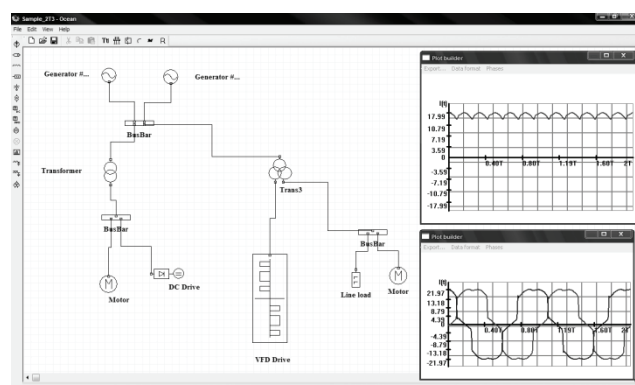 Sample_2T3 - Ocean
File Edit View Help
Tt
R
Generator #...
Generator #...
BusBar
Transformer
Trans3
BusBar
BusBar
M
Motor
DC Drive
Line load
M
Motor
VFD Drive
Plot builder
Export... Data format Phases
I(t)
17.99
10.79
7.19
3.59
0
0.40T 0.80T 1.19T 1.60T 2T
-3.59
-7.19
-10.79
-17.99
Plot builder
Export... Data format Phases
I(t)
21.97
13.18
8.79
4.39
0
0.40T 0.80T 1.19T 1.60T 2T
-4.39
-8.79
-13.18
-21.97